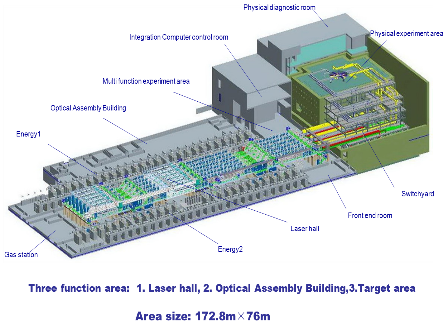 Physical diagnostic room
Physical experiment area
Integration Computer control room
Multi function experiment area
Optical Assembly Building
Energy1
Switchyard
Front end room
Laser hall
Energy2
Gas station
Three function area: 1. Laser hall, 2. Optical Assembly Building,3.Target area
Area size: 172.8m×76m